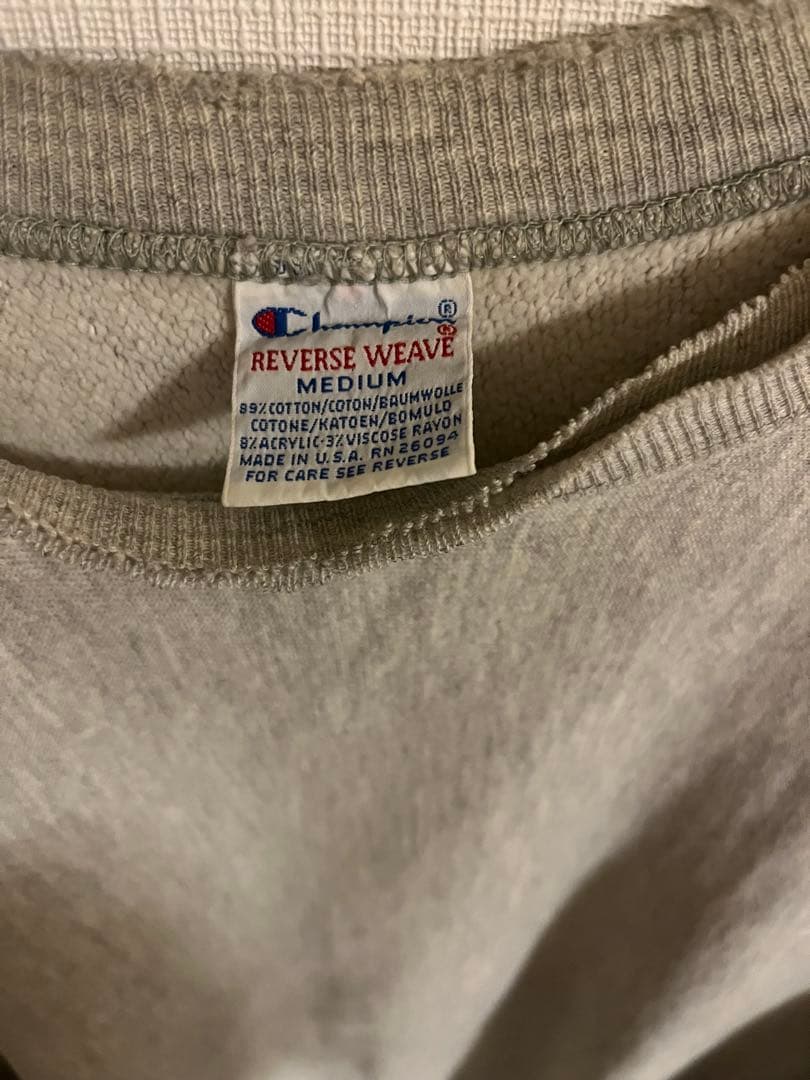 Champion®
REVERSE WEAVE
MEDIUM
89%COTTON/COTON/BAUMWOLLE
COTONE/KATOEN/BOMULD
8%ACRYLIC-3%VISCOSE RAYON
MADE IN U.S.A. RN 26094
FOR CARE SEE REVERSE